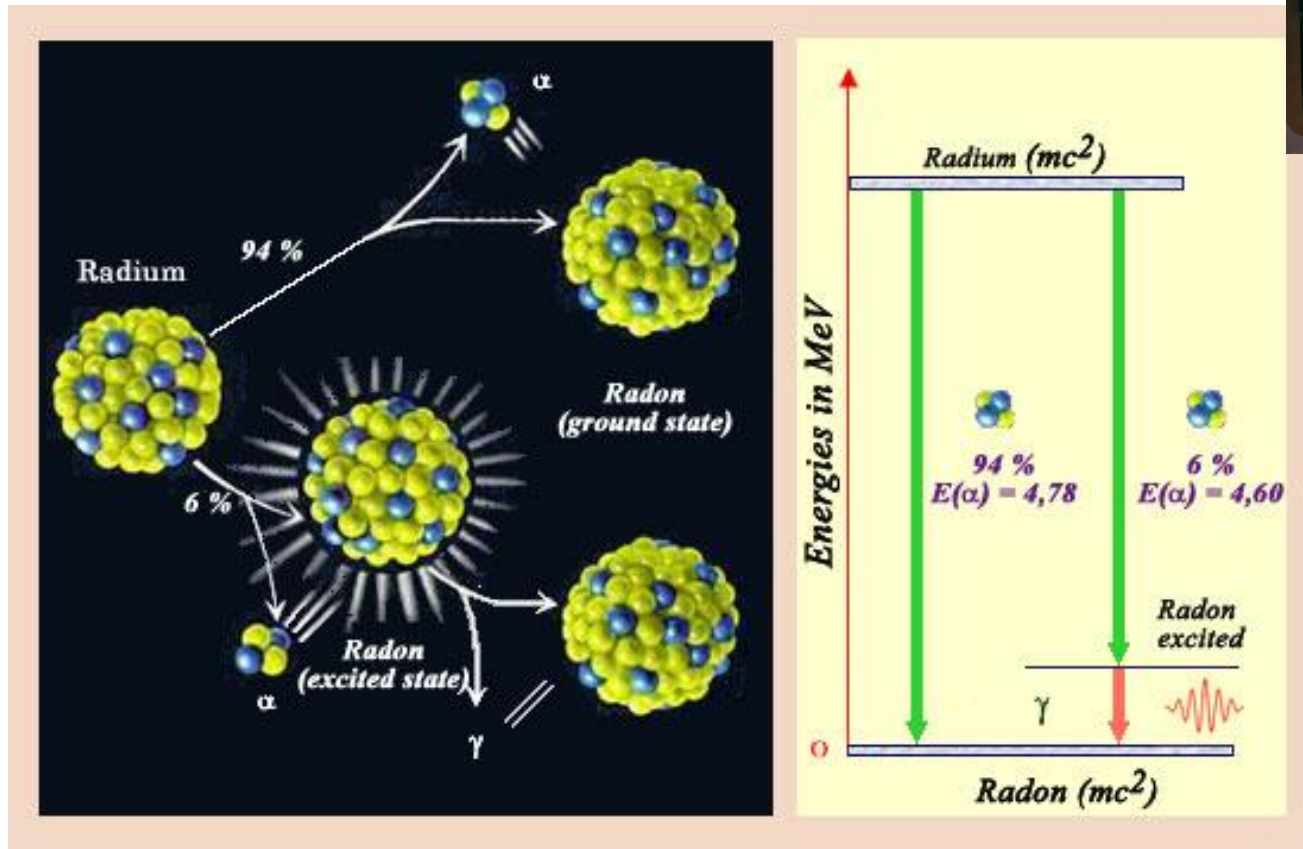 α
94 %
Radium
Radon
(ground state)
6 %
Radon
(excited state)
α
γ
Radium (mc²)
Energies in MeV
94 %
E(α) = 4,78
6 %
E(α) = 4,60
Radon
excited
γ
O
Radon (mc²)